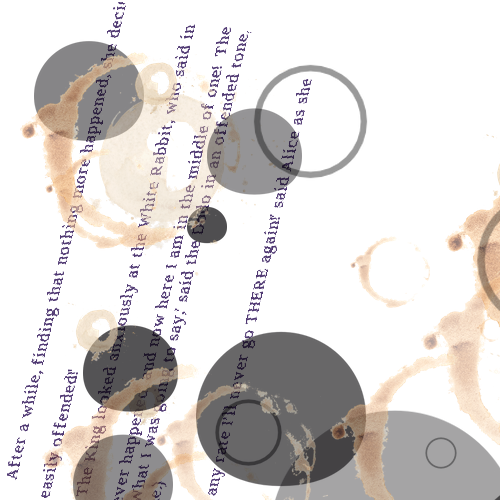 After a while, finding that nothing more happened, she deci
easily offended!'
The King looked anxiously at the White Rabbit, who said in
ver happened, and now here I am in the middle of one! The
What I was going to say,' said the Dodo in an offended tone,
e.)
any rate I'll never go THERE again!' said Alice as she